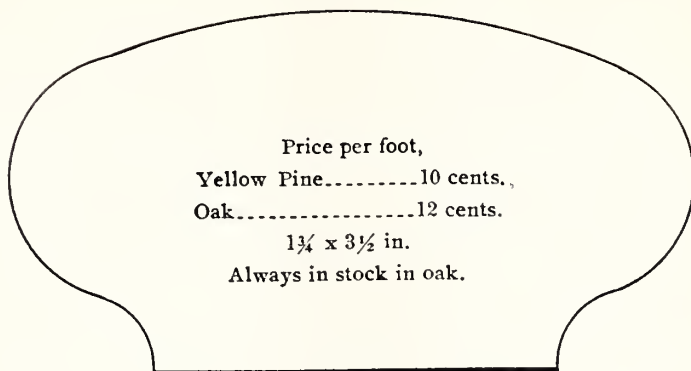 Price per foot,
Yellow Pine.........10 cents.
Oak..................12 cents.
1¾ x 3½ in.
Always in stock in oak.